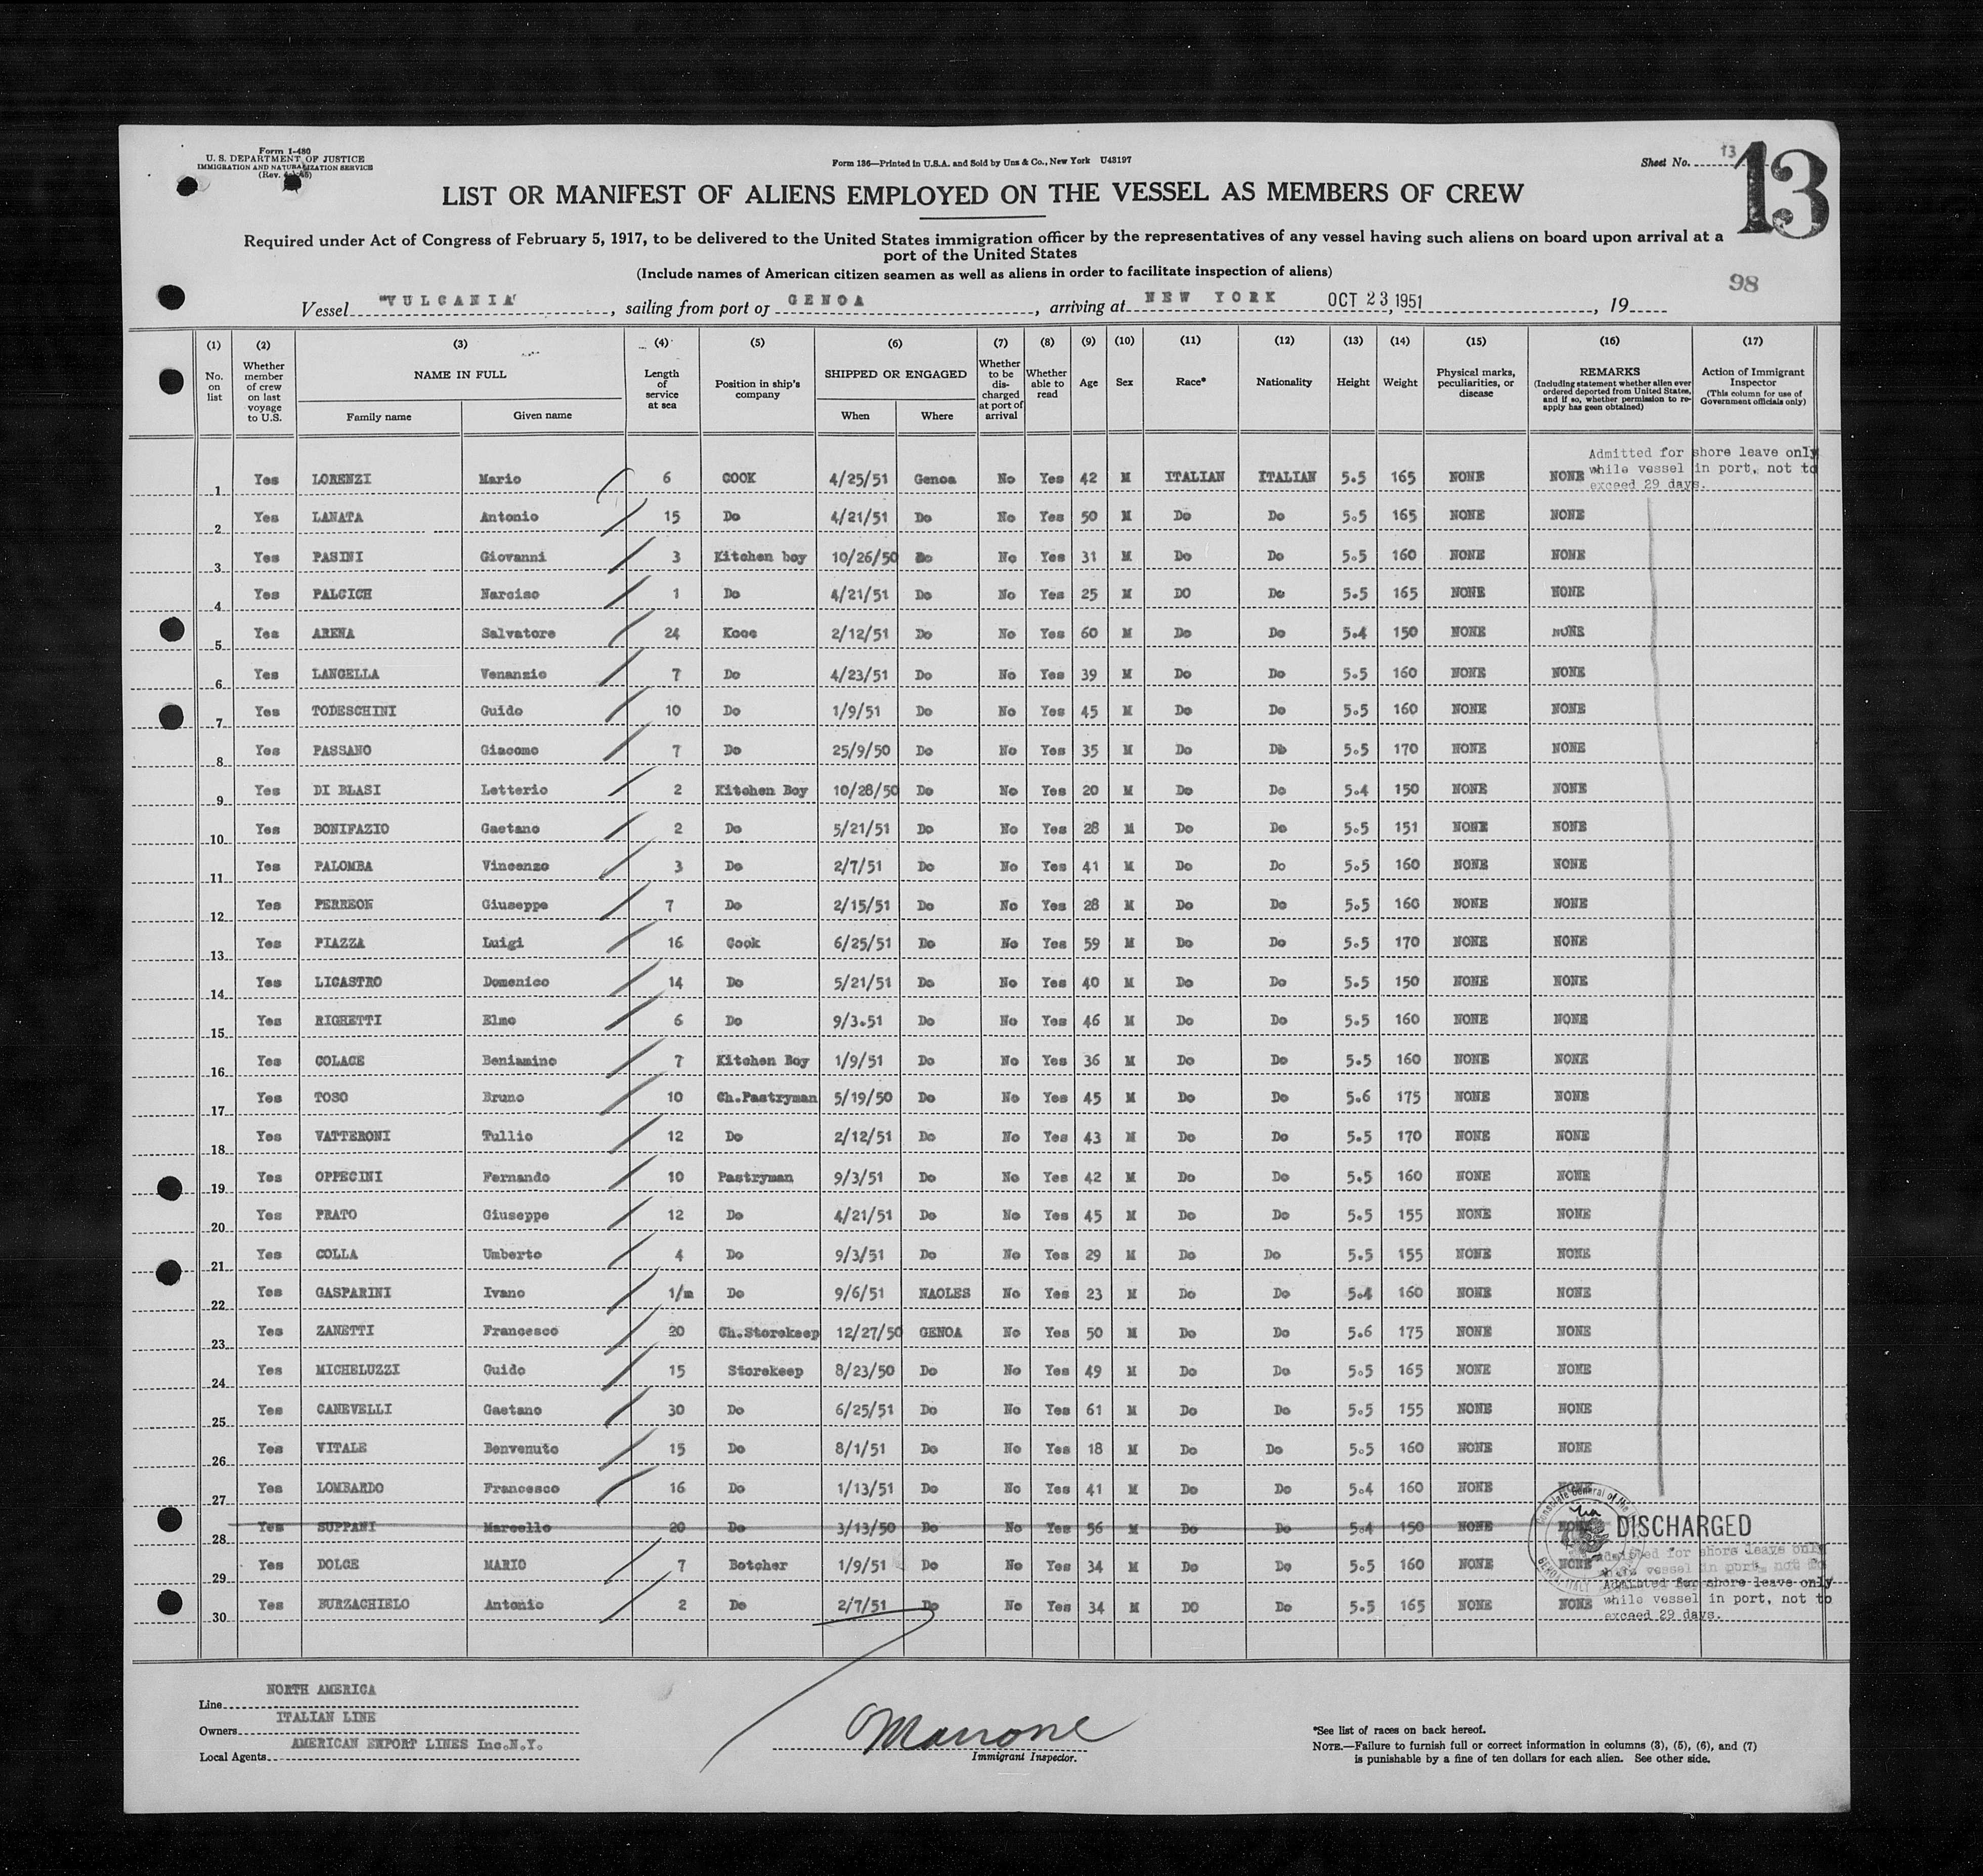 Form I-480
U. S. DEPARTMENT OF JUSTICE
IMMIGRATION AND NATURALIZATION SERVICE
(Rev.
Form 136—Printed in U.S.A. and Sold by Unz & Co., New York U43197
Sheet No. 13
13
LIST OR MANIFEST OF ALIENS EMPLOYED ON THE VESSEL AS MEMBERS OF CREW
Required under Act of Congress of February 5, 1917, to be delivered to the United States immigration officer by the representatives of any vessel having such aliens on board upon arrival at a
port of the United States
(Include names of American citizen seamen as well as aliens in order to facilitate inspection of aliens)
98
Vessel "VULCANIA", sailing from port of GENOA, arriving at NEW YORK OCT 23 1951, 19
(1) (2) (3) (4) (5) (6) (7) (8) (9) (10) (11) (12) (13) (14) (15) (16) (17)
No. on list
Whether member of crew on last voyage to U.S.
NAME IN FULL
Family name Given name
Length of service at sea
Position in ship's company
SHIPPED OR ENGAGED
When Where
Whether to be discharged at port of arrival
Whether able to read
Age
Sex
Race*
Nationality
Height
Weight
Physical marks, peculiarities, or disease
REMARKS
(Including statement whether alien ever ordered deported from United States, and if so, whether permission to re-apply has geen obtained)
Action of Immigrant Inspector
(This column for use of Government officials only)
Admitted for shore leave only
while vessel in port, not to
exceed 29 days.
1 Yes LORENZI Mario 6 COOK 4/25/51 Genoa No Yes 42 M ITALIAN ITALIAN 5.5 165 NONE NONE
2 Yes LANATA Antonio 15 Do 4/21/51 Do No Yes 50 M Do Do 5.5 165 NONE NONE
3 Yes PASINI Giovanni 3 Kitchen boy 10/26/50 Do No Yes 31 M Do Do 5.5 160 NONE NONE
4 Yes PALCICH Narciso 1 Do 4/21/51 Do No Yes 25 M DO Do 5.5 165 NONE NONE
5 Yes ARENA Salvatore 24 Kooc 2/12/51 Do No Yes 60 M Do Do 5.4 150 NONE NONE
6 Yes LANGELLA Venanzio 7 Do 4/23/51 Do No Yes 39 M Do Do 5.5 160 NONE NONE
7 Yes TODESCHINI Guido 10 Do 1/9/51 Do No Yes 45 M Do Do 5.5 160 NONE NONE
8 Yes PASSANO Giacomo 7 Do 25/9/50 Do No Yes 35 M Do Do 5.5 170 NONE NONE
9 Yes DI BLASI Letterio 2 Kitchen Boy 10/28/50 Do No Yes 20 M Do Do 5.4 150 NONE NONE
10 Yes BONIFAZIO Gaetano 2 Do 5/21/51 Do No Yes 28 M Do Do 5.5 151 NONE NONE
11 Yes PALOMBA Vincenzo 3 Do 2/7/51 Do No Yes 41 M Do Do 5.5 160 NONE NONE
12 Yes PERREON Giuseppe 7 Do 2/15/51 Do No Yes 28 M Do Do 5.5 160 NONE NONE
13 Yes PIAZZA Luigi 16 Cook 6/25/51 Do No Yes 59 M Do Do 5.5 170 NONE NONE
14 Yes LICASTRO Domenico 14 Do 5/21/51 Do No Yes 40 M Do Do 5.5 150 NONE NONE
15 Yes RIGHETTI Elmo 6 Do 9/3.51 Do No Yes 46 M Do Do 5.5 160 NONE NONE
16 Yes COLACE Beniamino 7 Kitchen Boy 1/9/51 Do No Yes 36 M Do Do 5.5 160 NONE NONE
17 Yes TOSO Bruno 10 Ch.Pastryman 5/19/50 Do No Yes 45 M Do Do 5.6 175 NONE NONE
18 Yes VATTERONI Tullio 12 Do 2/12/51 Do No Yes 43 M Do Do 5.5 170 NONE NONE
19 Yes OPPECINI Fernando 10 Pastryman 9/3/51 Do No Yes 42 M Do Do 5.5 160 NONE NONE
20 Yes PRATO Giuseppe 12 Do 4/21/51 Do No Yes 45 M Do Do 5.5 155 NONE NONE
21 Yes COLLA Umberto 4 Do 9/3/51 Do No Yes 29 M Do Do 5.5 155 NONE NONE
22 Yes GASPARINI Ivano 1/m Do 9/6/51 NAOLES No Yes 23 M Do Do 5.4 160 NONE NONE
23 Yes ZANETTI Francesco 20 Ch.Storekeep 12/27/50 GENOA No Yes 50 M Do Do 5.6 175 NONE NONE
24 Yes MICHELUZZI Guido 15 Storekeep 8/23/50 Do No Yes 49 M Do Do 5.5 165 NONE NONE
25 Yes CANEVELLI Gaetano 30 Do 6/25/51 Do No Yes 61 M Do Do 5.5 155 NONE NONE
26 Yes VITALE Benvenuto 15 Do 8/1/51 Do No Yes 18 M Do Do 5.5 160 NONE NONE
27 Yes LOMBARDO Francesco 16 Do 1/13/51 Do No Yes 41 M Do Do 5.4 160 NONE NONE
28 Yes SUPPANI Marcello 20 Do 3/13/50 Do No Yes 56 M Do Do 5.4 150 NONE NONE DISCHARGED
29 Yes DOLCE MARIO 7 Botcher 1/9/51 Do No Yes 34 M Do Do 5.5 160 NONE NONE
Admitted for shore leave only
while vessel in port, not to
30 Yes BURZACHIELO Antonio 2 Do 2/7/51 Do No Yes 34 M DO Do 5.5 165 NONE NONE
Admitted for shore leave only
while vessel in port, not to
exceed 29 days.
Line NORTH AMERICA
Owners ITALIAN LINE
Local Agents AMERICAN EXPORT LINES Inc.N.Y.
Marrone
Immigrant Inspector.
*See list of races on back hereof.
NOTE.—Failure to furnish full or correct information in columns (3), (5), (6), and (7)
is punishable by a fine of ten dollars for each alien. See other side.